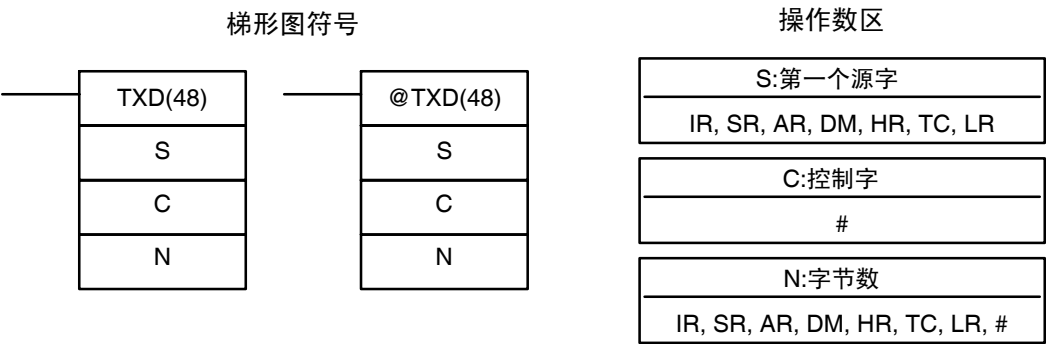 梯形图符号
TXD(48)
S
C
N
@TXD(48)
S
C
N
操作数区
S:第一个源字
IR, SR, AR, DM, HR, TC, LR
C:控制字
#
N:字节数
IR, SR, AR, DM, HR, TC, LR, #